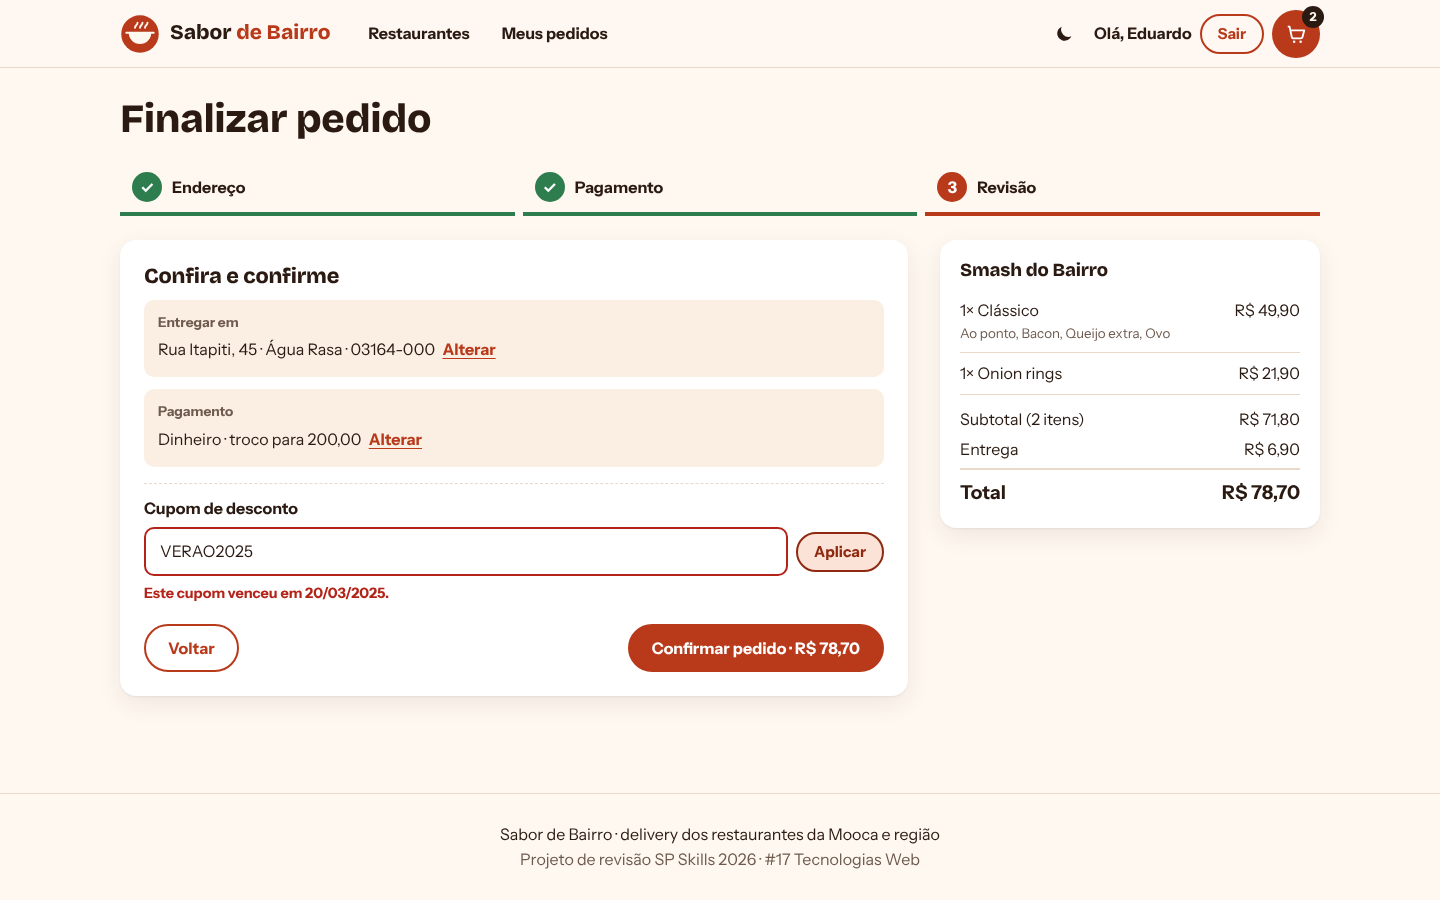 Sabor de Bairro
Restaurantes
Meus pedidos
Olá, Eduardo
Sair
2
Finalizar pedido
Endereço
Pagamento
3 Revisão
Confira e confirme
Entregar em
Rua Itapiti, 45 · Água Rasa · 03164-000 Alterar
Pagamento
Dinheiro · troco para 200,00 Alterar
Cupom de desconto
VERAO2025
Aplicar
Este cupom venceu em 20/03/2025.
Voltar
Confirmar pedido · R$ 78,70
Smash do Bairro
1× Clássico R$ 49,90
Ao ponto, Bacon, Queijo extra, Ovo
1× Onion rings R$ 21,90
Subtotal (2 itens) R$ 71,80
Entrega R$ 6,90
Total R$ 78,70
Sabor de Bairro · delivery dos restaurantes da Mooca e região
Projeto de revisão SP Skills 2026 · #17 Tecnologias Web